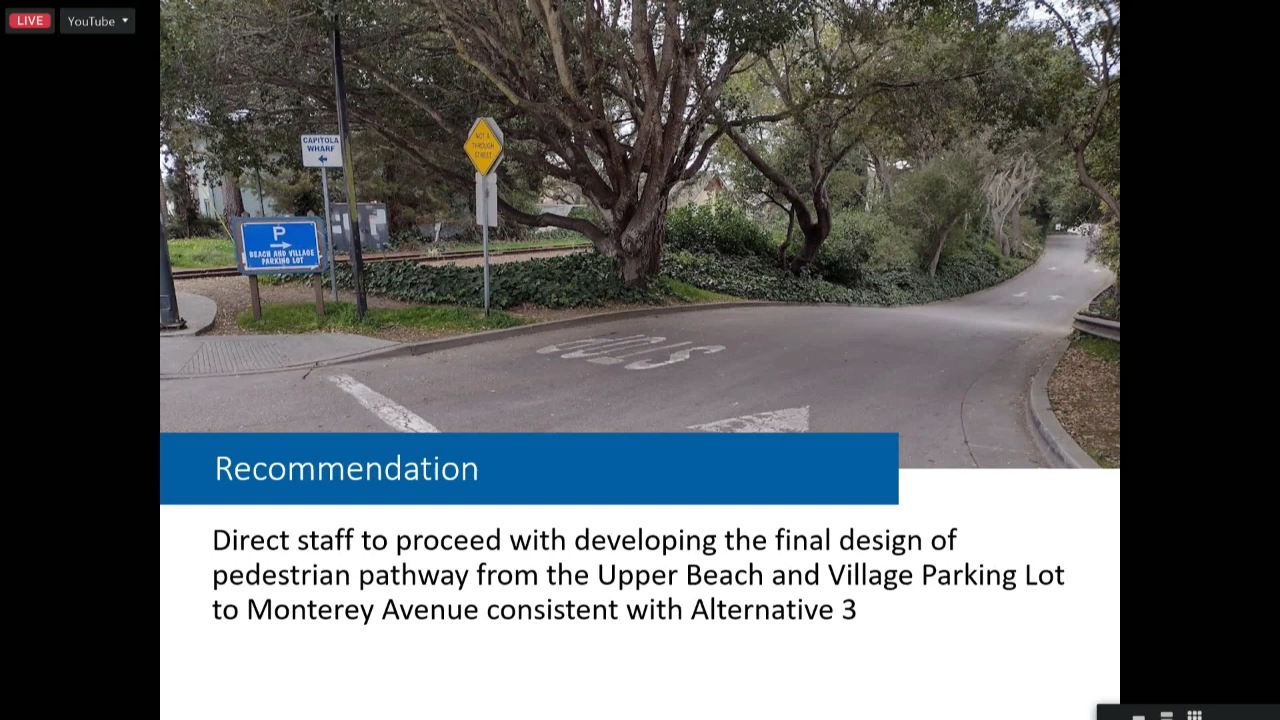 LIVE
YouTube
CAPITOLA
WHARF
NOT A
THROUGH
STREET
P
BEACH AND VILLAGE
PARKING LOT
STOP
Recommendation
Direct staff to proceed with developing the final design of
pedestrian pathway from the Upper Beach and Village Parking Lot
to Monterey Avenue consistent with Alternative 3